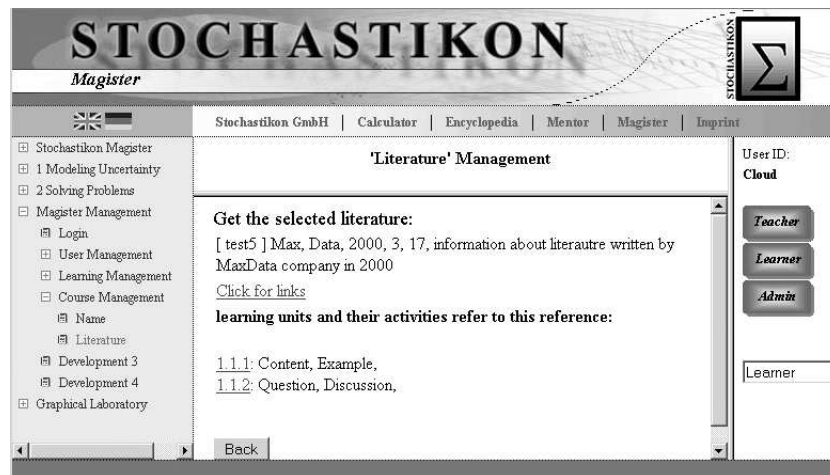 STOCHASTIKON
Magister
STOCHASTIKON
Σ
Stochastikon GmbH | Calculator | Encyclopedia | Mentor | Magister | Imprint
Stochastikon Magister
1 Modeling Uncertainty
2 Solving Problems
Magister Management
Login
User Management
Learning Management
Course Management
Name
Literature
Development 3
Development 4
Graphical Laboratory
'Literature' Management
Get the selected literature:
[ test5 ] Max, Data, 2000, 3, 17, information about literautre written by
MaxData company in 2000
Click for links
learning units and their activities refer to this reference:
1.1.1: Content, Example,
1.1.2: Question, Discussion,
Back
User ID:
Cloud
Teacher
Learner
Admin
Learner